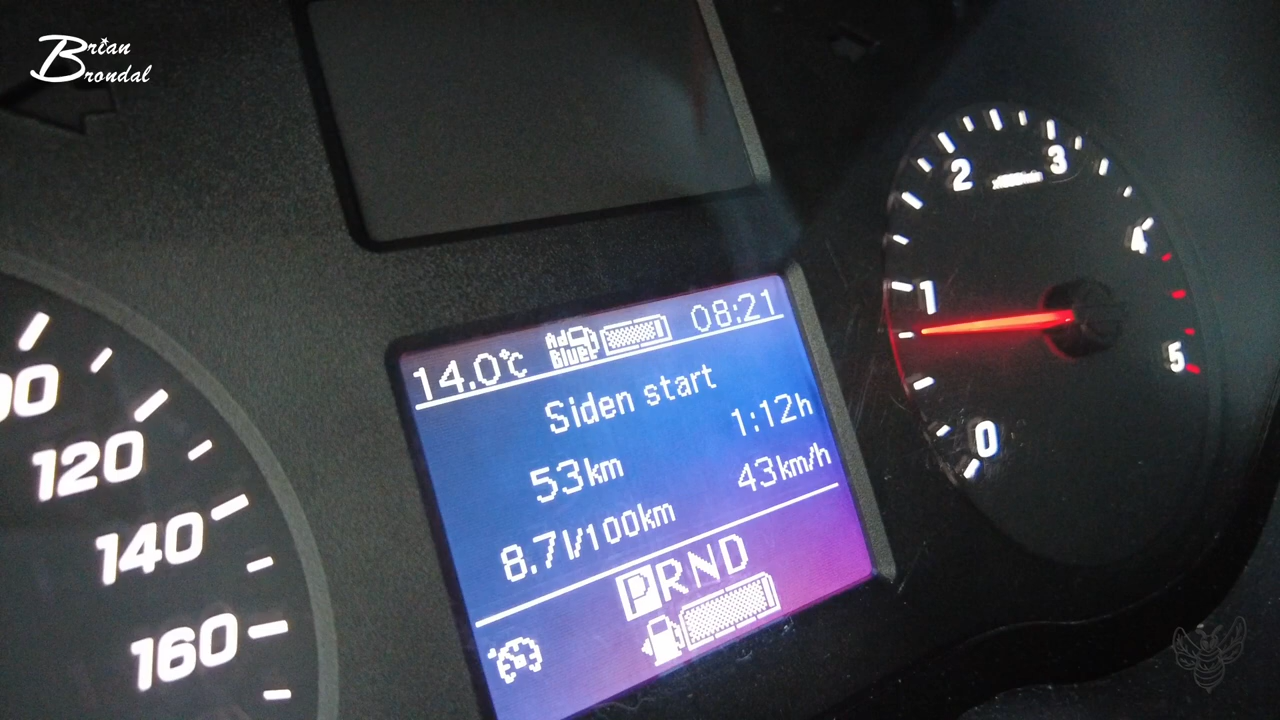 Brian
Brondal
14.0°C AdBlue 08:21
Siden start
1:12h
53km
43km/h
8.7l/100km
PRND
00
120
140
160
0
1
2
3
4
5